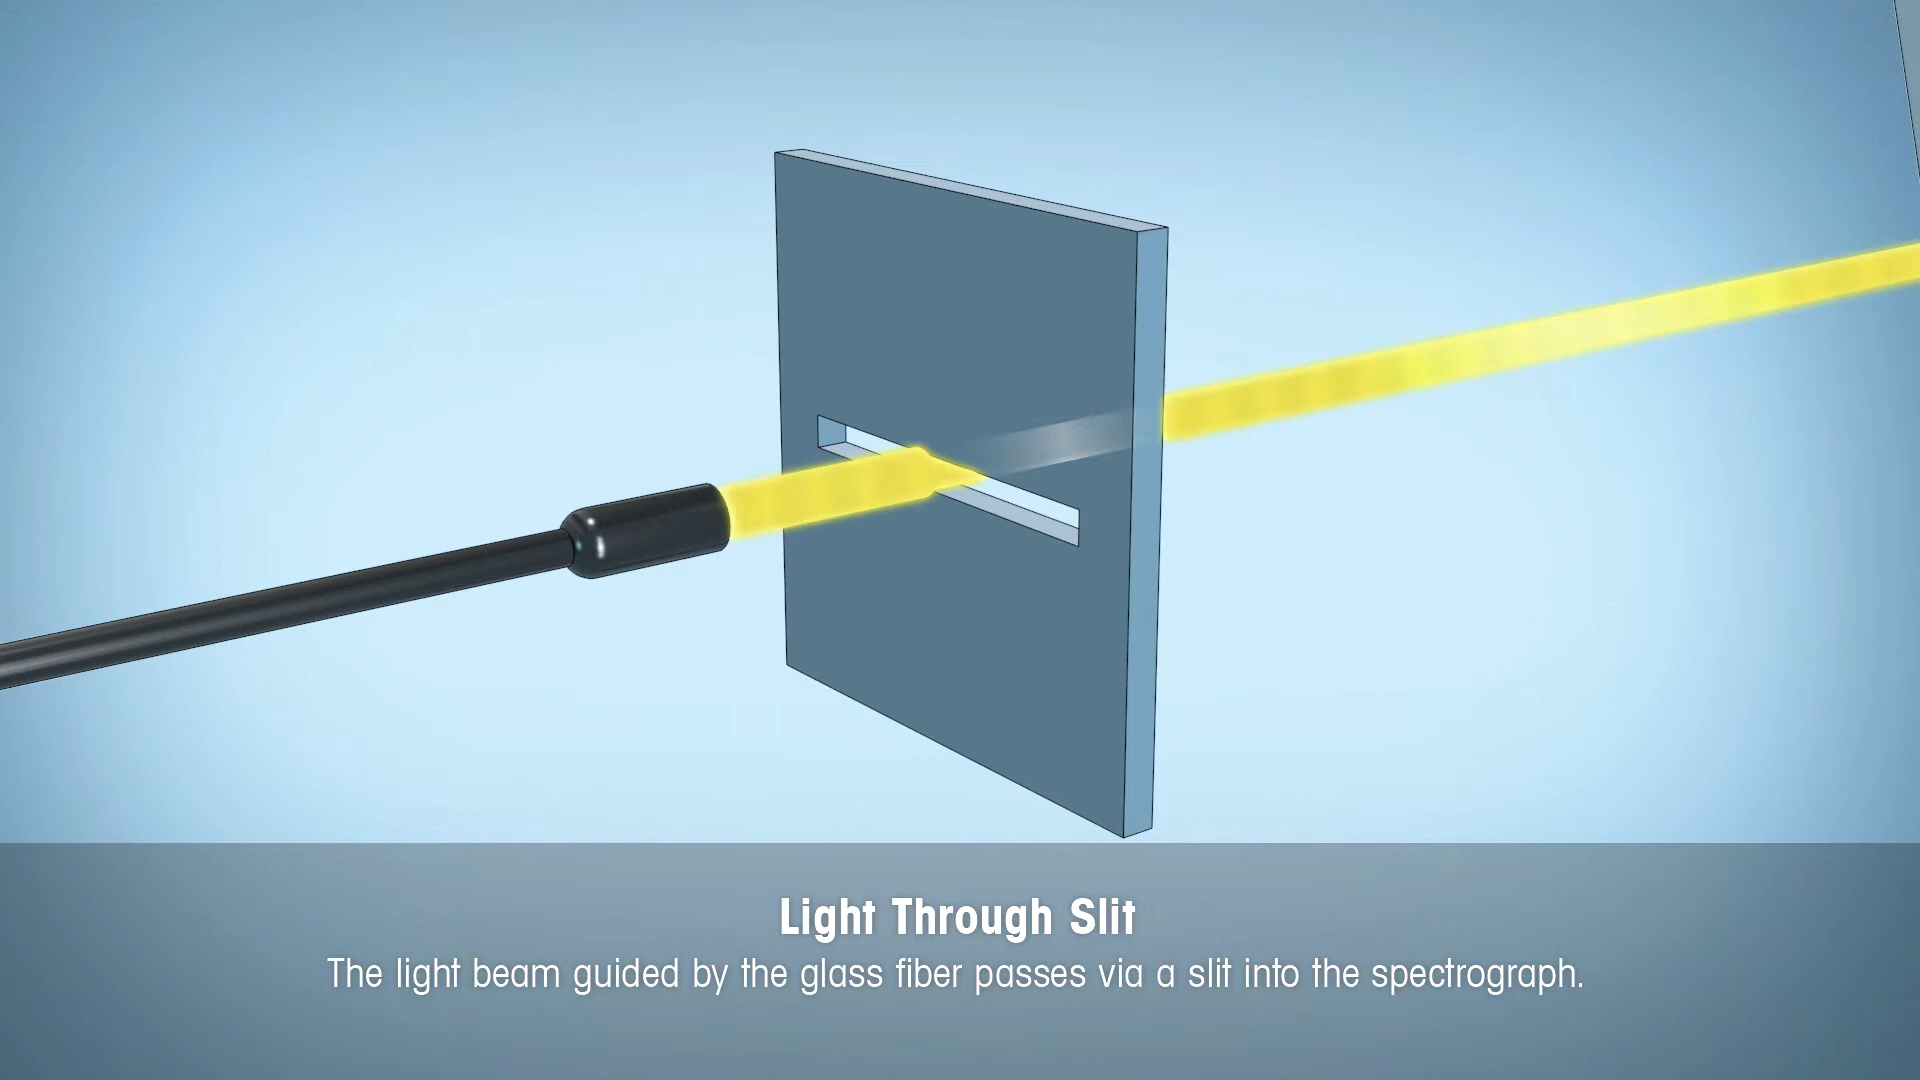 Light Through Slit
The light beam guided by the glass fiber passes via a slit into the spectrograph.